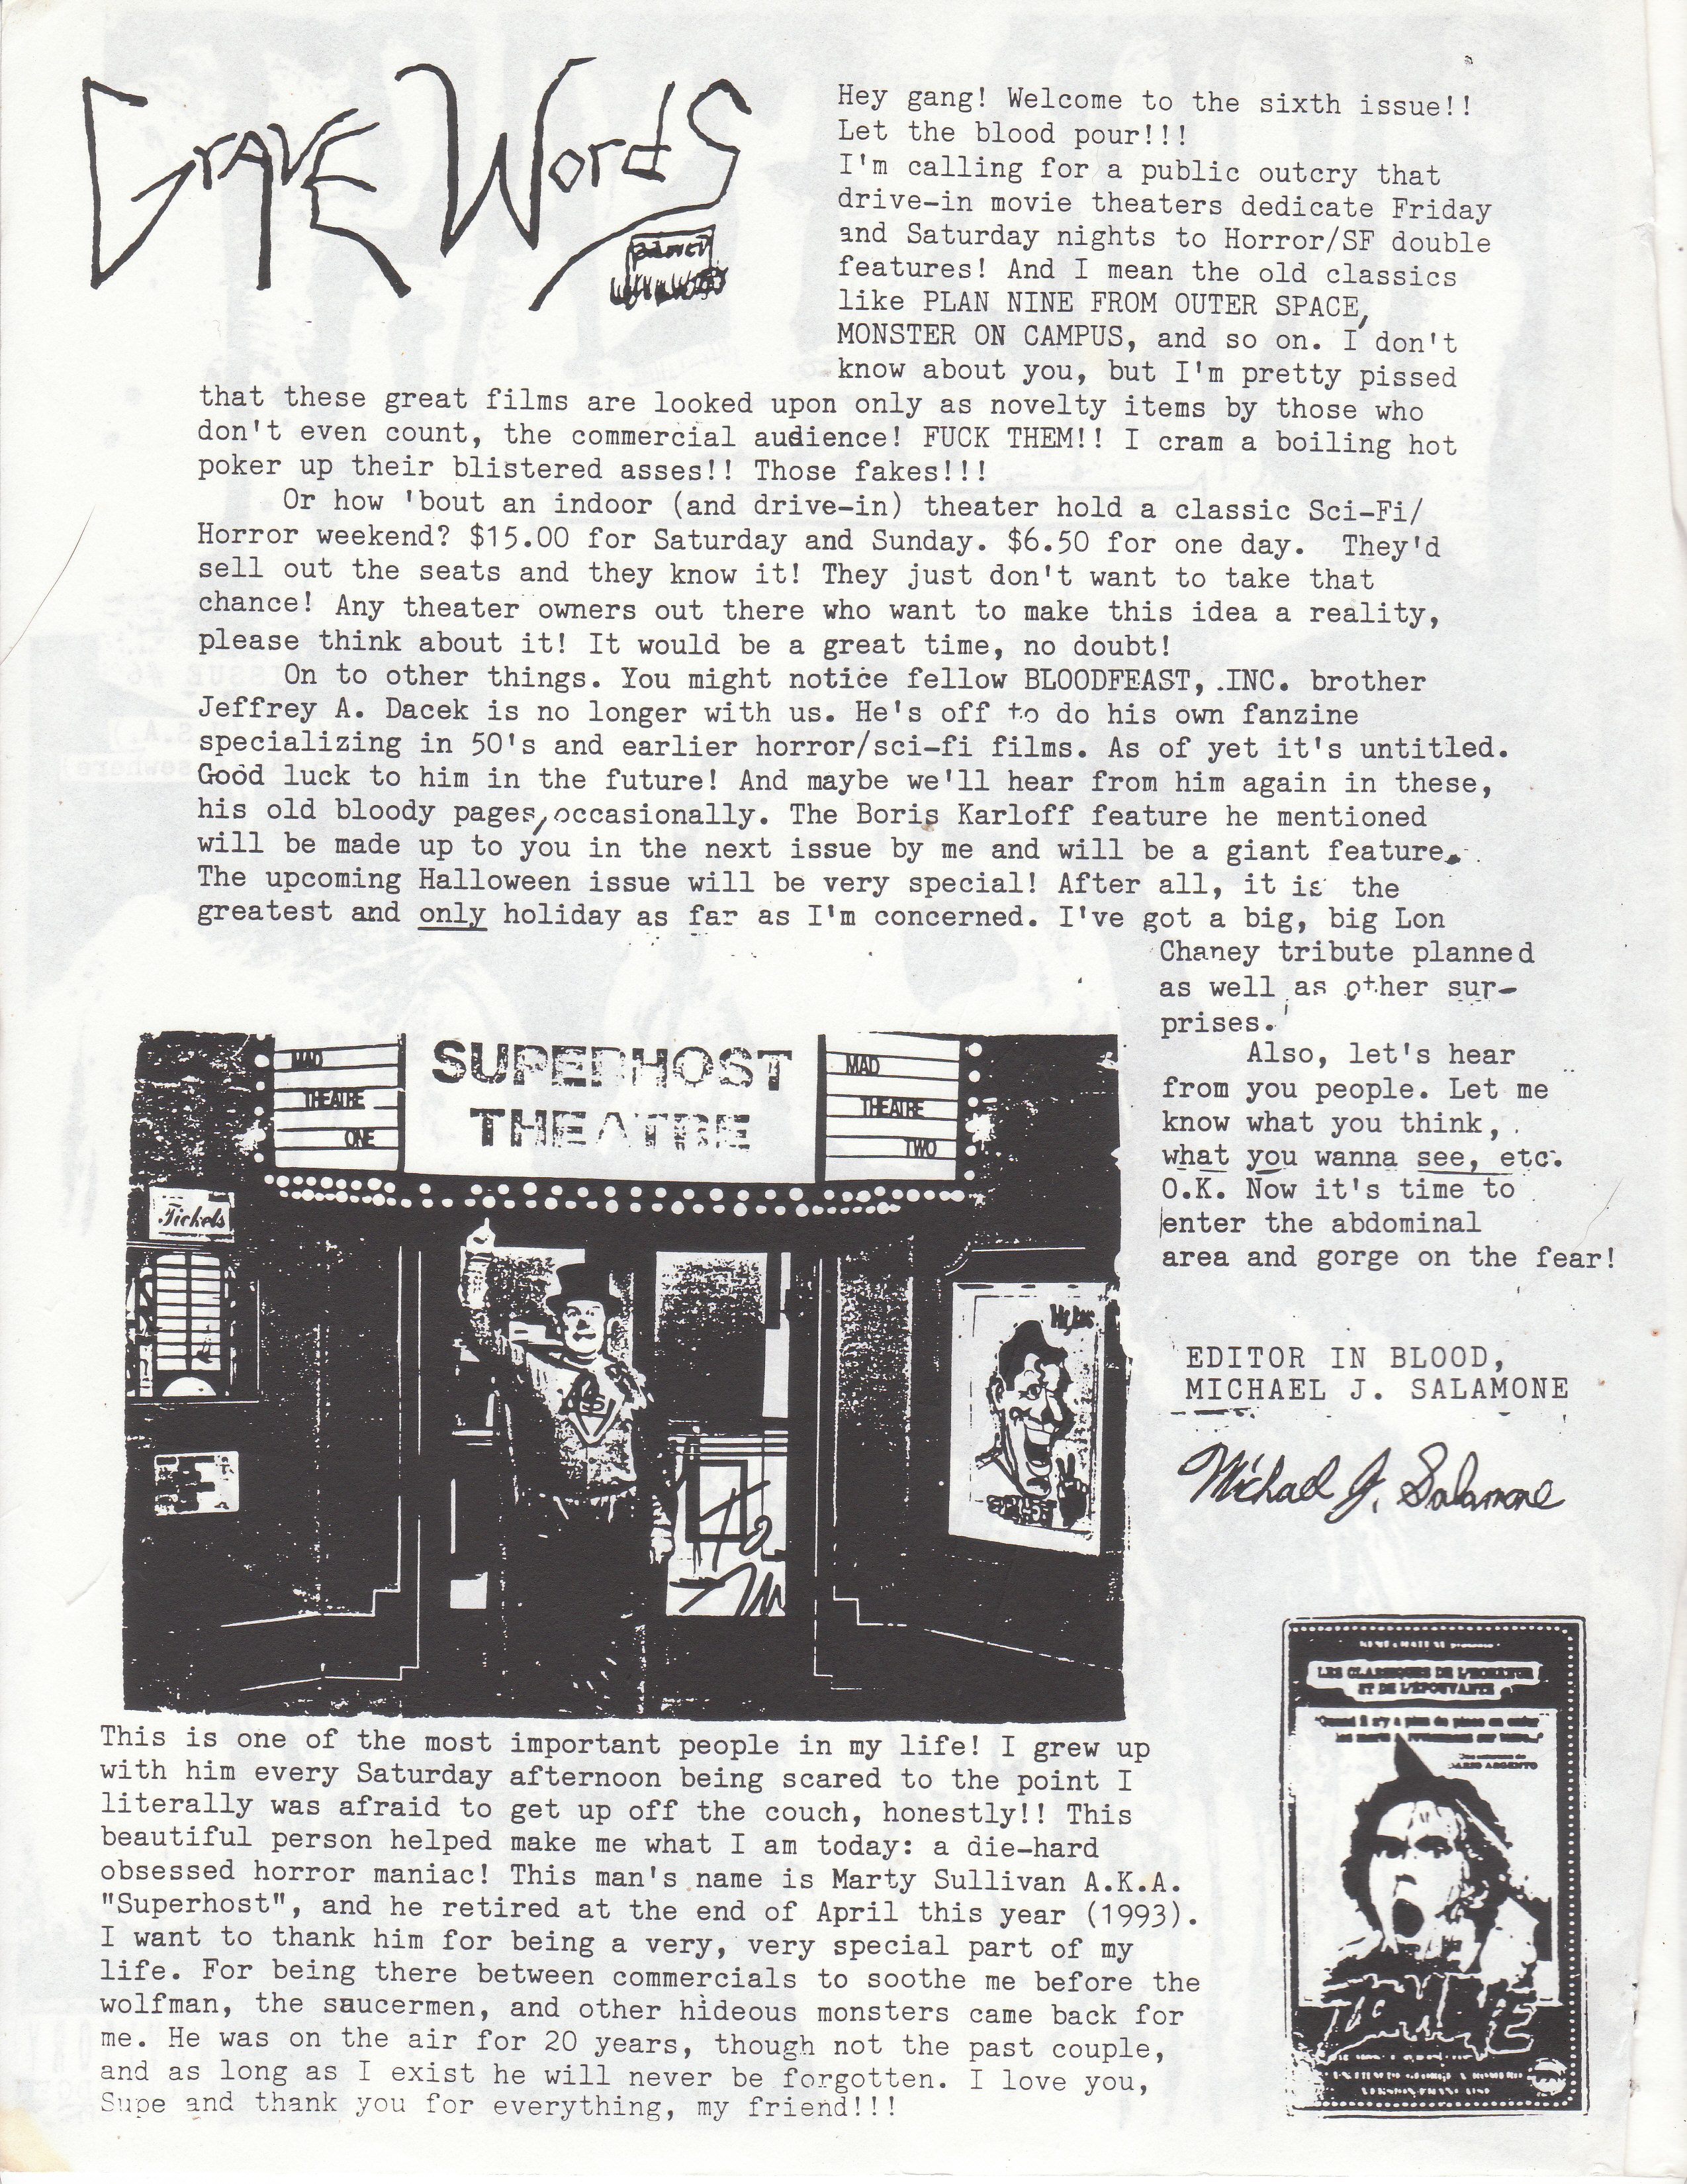 GRAVE WORDS
Hey gang! Welcome to the sixth issue!!
Let the blood pour!!!
I'm calling for a public outcry that
drive-in movie theaters dedicate Friday
and Saturday nights to Horror/SF double
features! And I mean the old classics
like PLAN NINE FROM OUTER SPACE,
MONSTER ON CAMPUS, and so on. I don't
know about you, but I'm pretty pissed
that these great films are looked upon only as novelty items by those who
don't even count, the commercial audience! FUCK THEM!! I cram a boiling hot
poker up their blistered asses!! Those fakes!!!
Or how 'bout an indoor (and drive-in) theater hold a classic Sci-Fi/
Horror weekend? $15.00 for Saturday and Sunday. $6.50 for one day. They'd
sell out the seats and they know it! They just don't want to take that
chance! Any theater owners out there who want to make this idea a reality,
please think about it! It would be a great time, no doubt!
On to other things. You might notice fellow BLOODFEAST, INC. brother
Jeffrey A. Dacek is no longer with us. He's off to do his own fanzine
specializing in 50's and earlier horror/sci-fi films. As of yet it's untitled.
Good luck to him in the future! And maybe we'll hear from him again in these,
his old bloody pages, occasionally. The Boris Karloff feature he mentioned
will be made up to you in the next issue by me and will be a giant feature.
The upcoming Halloween issue will be very special! After all, it is the
greatest and only holiday as far as I'm concerned. I've got a big, big Lon
Chaney tribute planned
as well as other sur-
prises.
Also, let's hear
from you people. Let me
know what you think,
what you wanna see, etc.
O.K. Now it's time to
enter the abdominal
area and gorge on the fear!
EDITOR IN BLOOD,
MICHAEL J. SALAMONE
Michael J. Salamone
MAD
THEATRE
ONE
SUPERHOST
THEATRE
MAD
THEATRE
TWO
Tickets
To
This is one of the most important people in my life! I grew up
with him every Saturday afternoon being scared to the point I
literally was afraid to get up off the couch, honestly!! This
beautiful person helped make me what I am today: a die-hard
obsessed horror maniac! This man's name is Marty Sullivan A.K.A.
"Superhost", and he retired at the end of April this year (1993).
I want to thank him for being a very, very special part of my
life. For being there between commercials to soothe me before the
wolfman, the saucermen, and other hideous monsters came back for
me. He was on the air for 20 years, though not the past couple,
and as long as I exist he will never be forgotten. I love you,
Supe and thank you for everything, my friend!!!
LES CLASSIQUES DE L'HORREUR
ET DE L'ÉPOUVANTE
"Quand il n'y a plus de place en enfer
DARIO ARGENTO
ZOMBIE